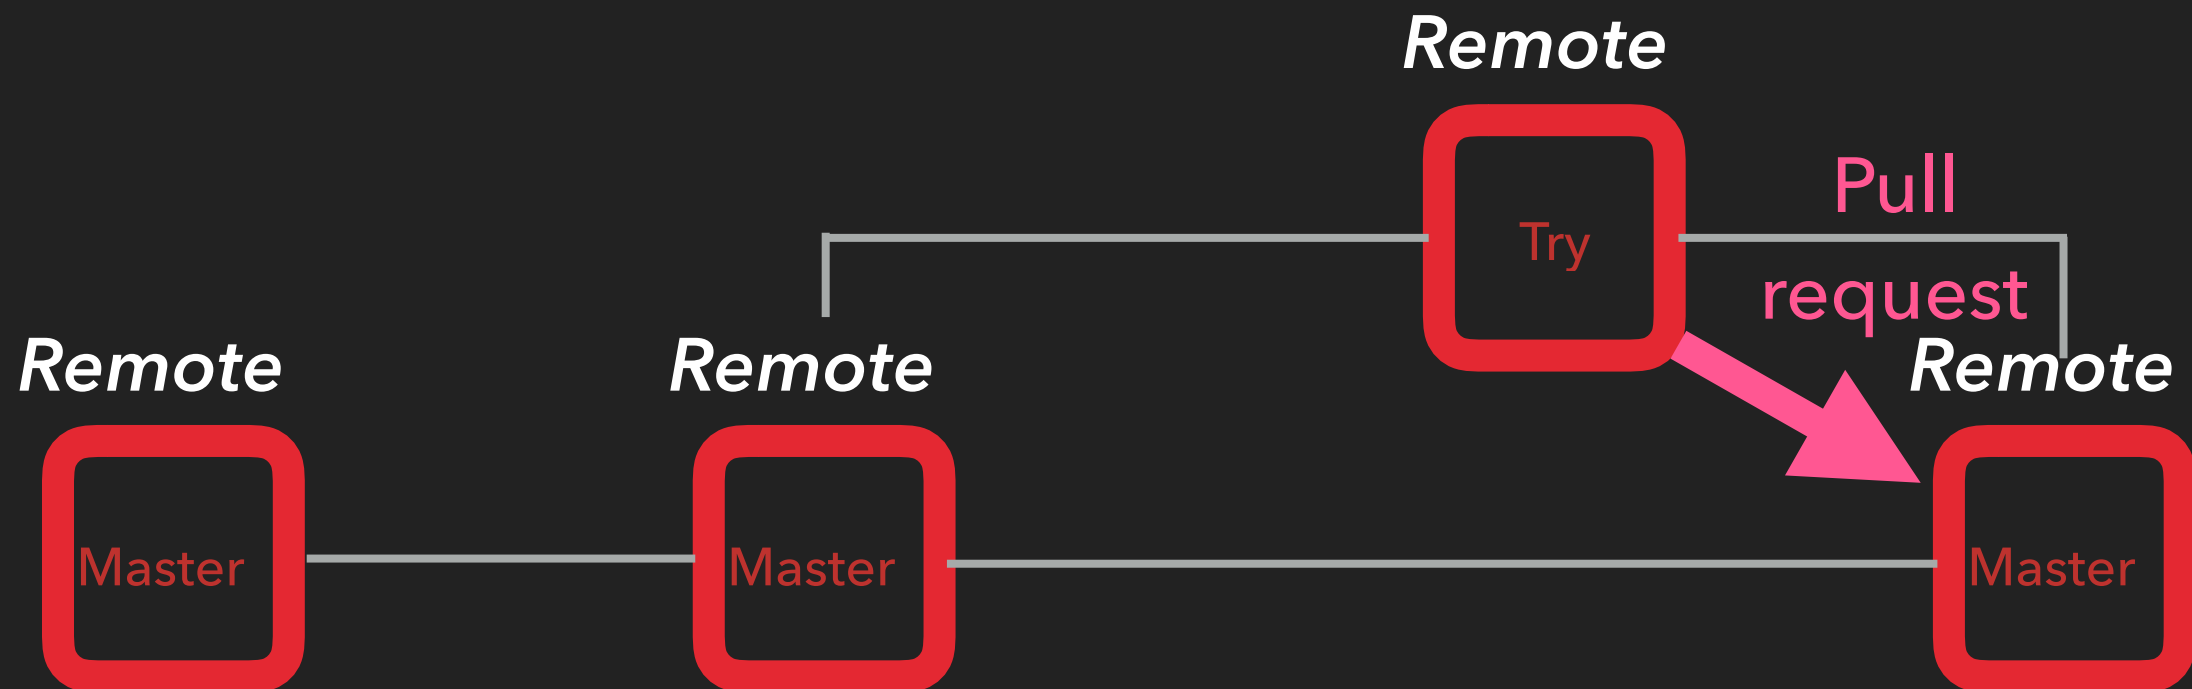 Remote
Pull
Try
request
Remote
Remote
Remote
Master
Master
Master